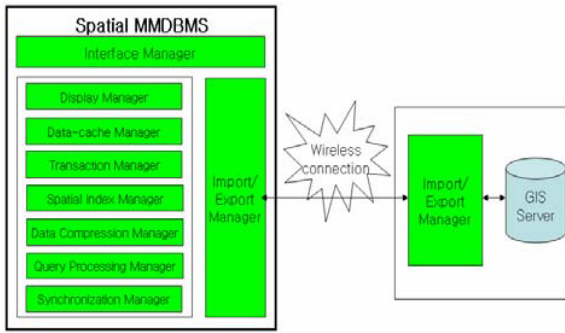 Spatial MMDBMS
Interface Manager
Display Manager
Data-cache Manager
Transaction Manager
Spatial index Manager
Data Compression Manager
Query Processing Manager
Synchronization Manager
Import/
Export
Manager
Wireless
connection
Import/
Export
Manager
GIS
Server